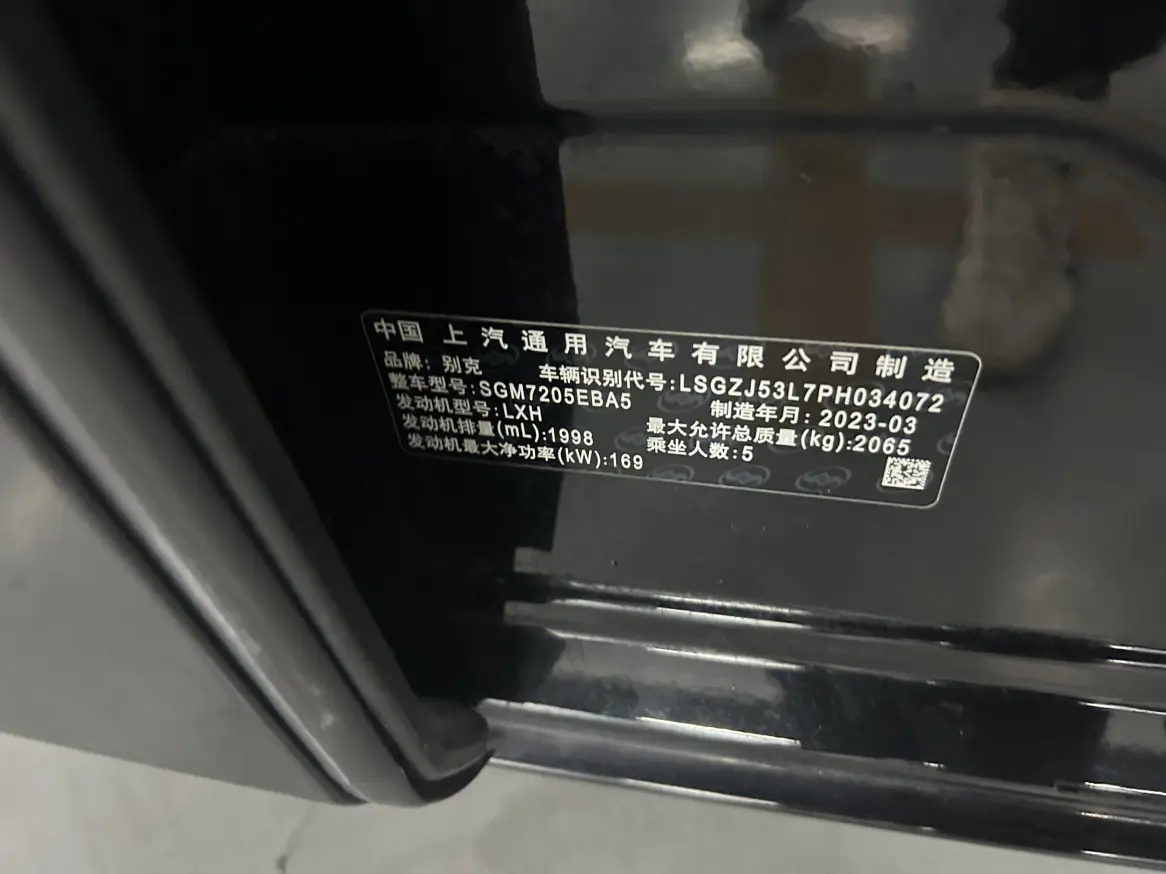 中国 上汽通用汽车有限公司制造
品牌：别克 车辆识别代号:LSGZJ53L7PH034072
整车型号:SGM7205EBA5 制造年月: 2023-03
发动机型号:LXH 最大允许总质量(kg):2065
发动机排量(mL):1998 乘坐人数:5
发动机最大净功率(kW):169